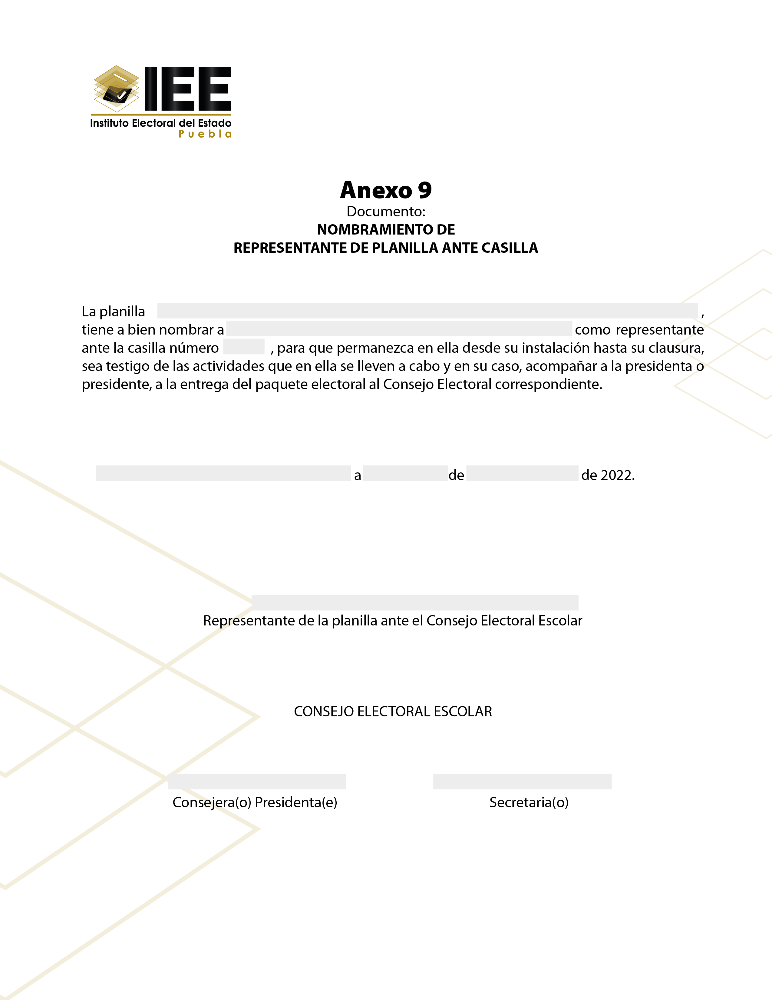 IEE
Instituto Electoral del Estado
Puebla
Anexo 9
Documento:
NOMBRAMIENTO DE
REPRESENTANTE DE PLANILLA ANTE CASILLA
La planilla ,
tiene a bien nombrar a como representante
ante la casilla número , para que permanezca en ella desde su instalación hasta su clausura,
sea testigo de las actividades que en ella se lleven a cabo y en su caso, acompañar a la presidenta o
presidente, a la entrega del paquete electoral al Consejo Electoral correspondiente.
a de de 2022.
Representante de la planilla ante el Consejo Electoral Escolar
CONSEJO ELECTORAL ESCOLAR
Consejera(o) Presidenta(e) Secretaria(o)